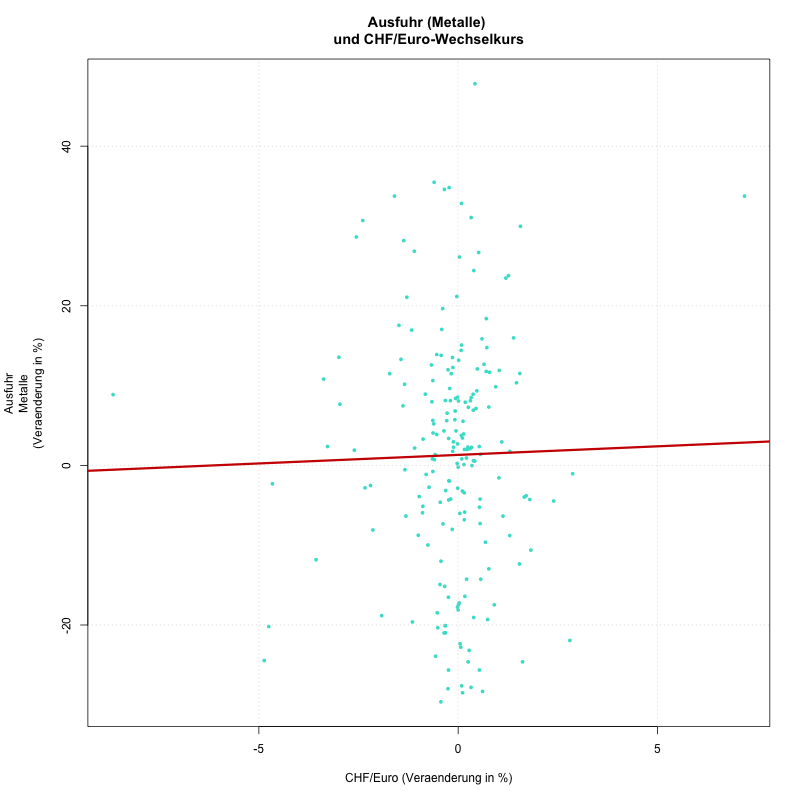 Ausfuhr (Metalle)
und CHF/Euro-Wechselkurs
Ausfuhr
Metalle
(Veraenderung in %)
40
20
0
-20
-5
0
5
CHF/Euro (Veraenderung in %)